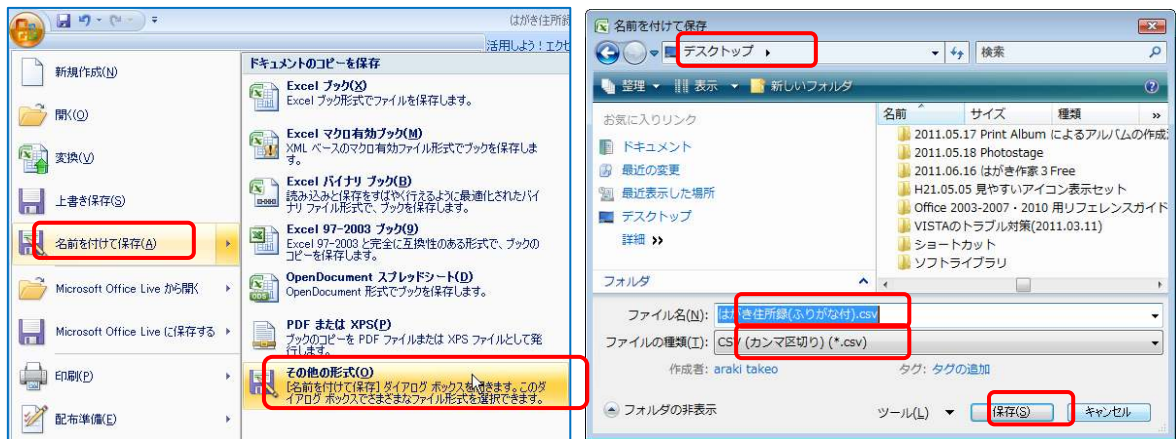 はがき住所録
活用しよう！エクセ
新規作成(N)
開く(O)
変換(V)
上書き保存(S)
名前を付けて保存(A)
Microsoft Office Live から開く
Microsoft Office Live に保存する
印刷(R)
配布準備(E)
ドキュメントのコピーを保存
Excel ブック(X)
Excel ブック形式でファイルを保存します。
Excel マクロ有効ブック(M)
XML ベースのマクロ有効ファイル形式でブックを保存しま
す。
Excel バイナリ ブック(B)
読み込みと保存をすばやく行えるように最適化されたバイ
ナリ ファイル形式で、ブックを保存します。
Excel 97-2003 ブック(9)
Excel 97-2003 と完全に互換性のある形式で、ブックの
コピーを保存します。
OpenDocument スプレッドシート(D)
OpenDocument 形式でブックを保存します。
PDF または XPS(P)
ブックのコピーを PDF ファイルまたは XPS ファイルとして発
行します。
その他の形式(O)
[名前を付けて保存] ダイアログ ボックスを開きます。このダ
イアログ ボックスでさまざまなファイル形式を選択できます。
名前を付けて保存
デスクトップ
検索
整理 表示 新しいフォルダ
お気に入りリンク
ドキュメント
最近の変更
最近表示した場所
デスクトップ
詳細 »
フォルダ
名前 サイズ 種類 »
2011.05.17 Print Album によるアルバムの作成
2011.05.18 Photostage
2011.06.16 はがき作家 3 Free
H21.05.05 見やすいアイコン表示セット
Office 2003-2007・2010 用リファレンスガイド
VISTAのトラブル対策(2011.03.11)
ショートカット
ソフトライブラリ
ファイル名(N): はがき住所録(ふりがな付).csv
ファイルの種類(T): CSV (カンマ区切り) (*.csv)
作成者: araki takeo タグ: タグの追加
フォルダの非表示 ツール(L) 保存(S) キャンセル